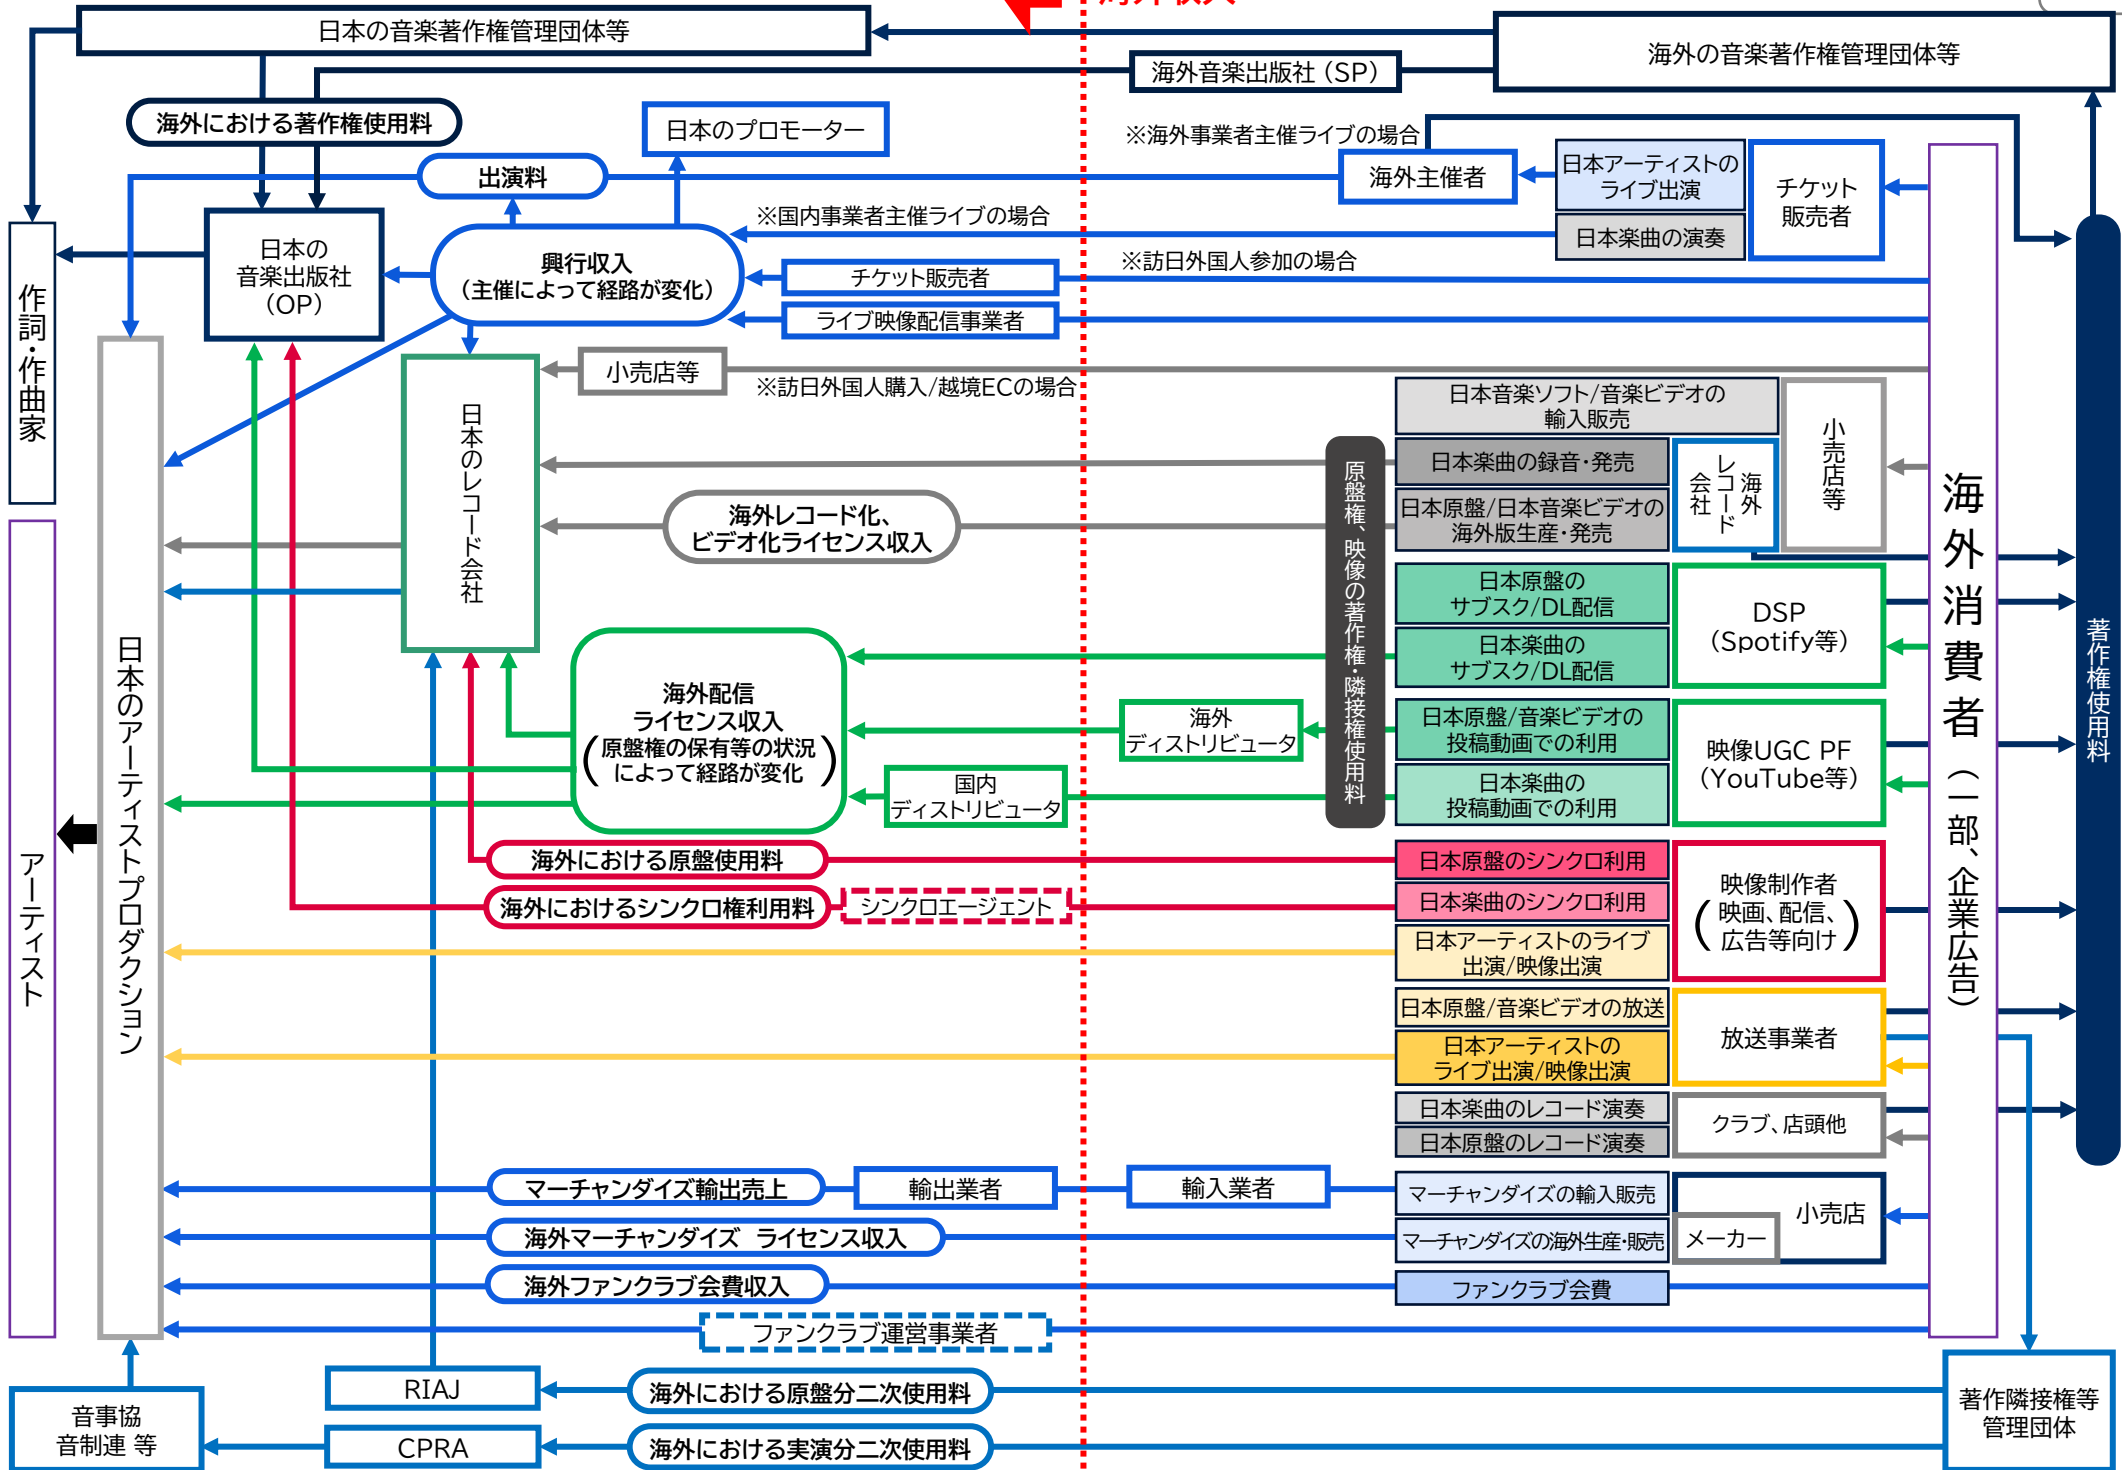 海外収入
日本の音楽著作権管理団体等
海外の音楽著作権管理団体等
海外音楽出版社（SP）
海外における著作権使用料
日本のプロモーター
※海外事業者主催ライブの場合
出演料
海外主催者
日本アーティストの
ライブ出演
チケット
販売者
日本楽曲の演奏
※国内事業者主催ライブの場合
日本の
音楽出版社
（OP）
興行収入
（主催によって経路が変化）
※訪日外国人参加の場合
チケット販売者
ライブ映像配信事業者
作詞・作曲家
小売店等
※訪日外国人購入/越境ECの場合
日本のレコード会社
日本音楽ソフト/音楽ビデオの
輸入販売
日本楽曲の録音・発売
日本原盤/日本音楽ビデオの
海外版生産・発売
海外
レコード
会社
小売店等
海外消費者（一部、企業広告）
著作権使用料
原盤権、映像の著作権・隣接権使用料
海外レコード化、
ビデオ化ライセンス収入
日本原盤の
サブスク/DL配信
日本楽曲の
サブスク/DL配信
DSP
（Spotify等）
海外配信
ライセンス収入
（原盤権の保有等の状況
によって経路が変化）
海外
ディストリビュータ
国内
ディストリビュータ
日本原盤/音楽ビデオの
投稿動画での利用
日本楽曲の
投稿動画での利用
映像UGC PF
（YouTube等）
日本のアーティストプロダクション
アーティスト
海外における原盤使用料
日本原盤のシンクロ利用
海外におけるシンクロ権利用料
シンクロエージェント
日本楽曲のシンクロ利用
日本アーティストのライブ
出演/映像出演
映像制作者
（映画、配信、
広告等向け）
日本原盤/音楽ビデオの放送
日本アーティストの
ライブ出演/映像出演
放送事業者
日本楽曲のレコード演奏
日本原盤のレコード演奏
クラブ、店頭他
マーチャンダイズ輸出売上
輸出業者
輸入業者
マーチャンダイズの輸入販売
小売店
海外マーチャンダイズ ライセンス収入
マーチャンダイズの海外生産・販売
メーカー
海外ファンクラブ会費収入
ファンクラブ会費
ファンクラブ運営事業者
RIAJ
海外における原盤分二次使用料
音事協
音制連 等
CPRA
海外における実演分二次使用料
著作隣接権等
管理団体